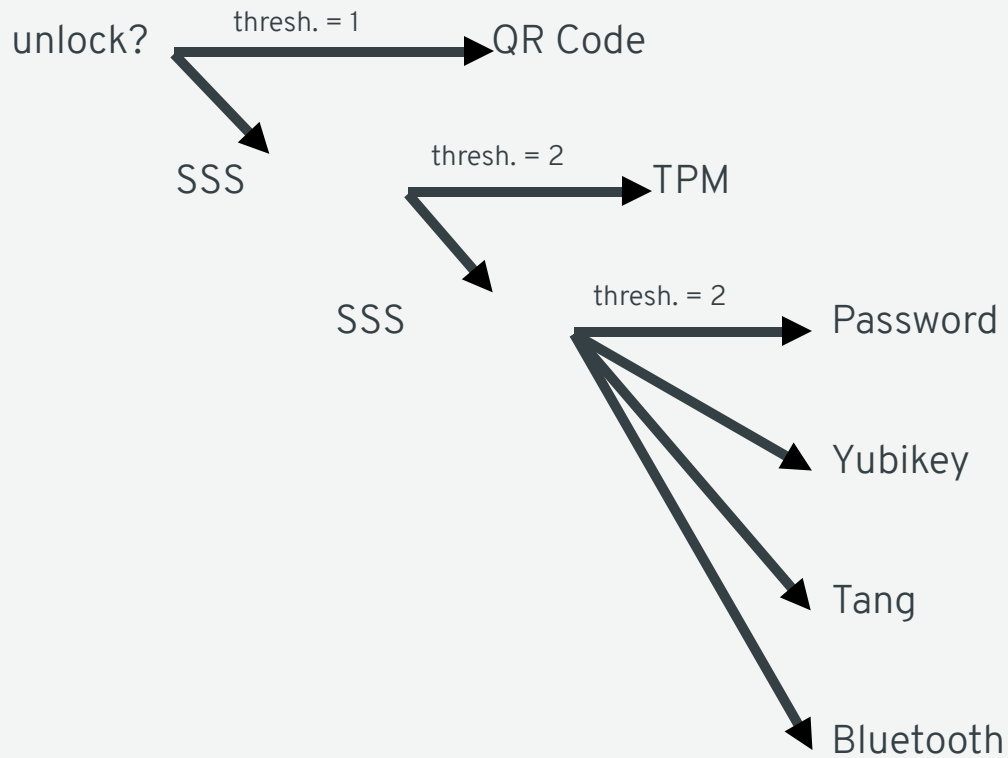 thresh. = 1
unlock?
QR Code
thresh. = 2
SSS
TPM
thresh. = 2
SSS
Password
Yubikey
Tang
Bluetooth